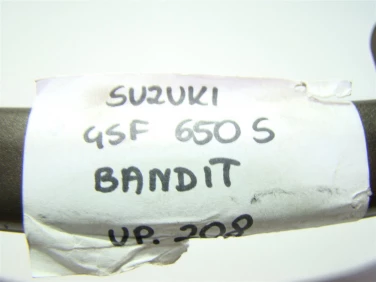 SUZUKI
GSF 650 S
BANDIT
VP. 208